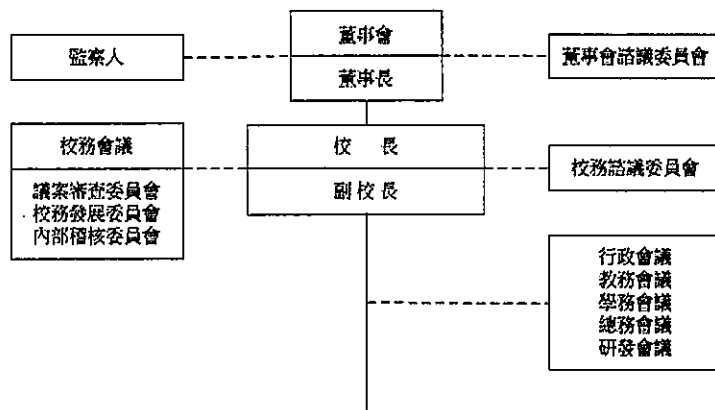 董事會
監察人
董事會諮議委員會
董事長
校務會議
校 長
議案審查委員會
校務發展委員會
內部稽核委員會
副校長
校務諮議委員會
行政會議
教務會議
學務會議
總務會議
研發會議